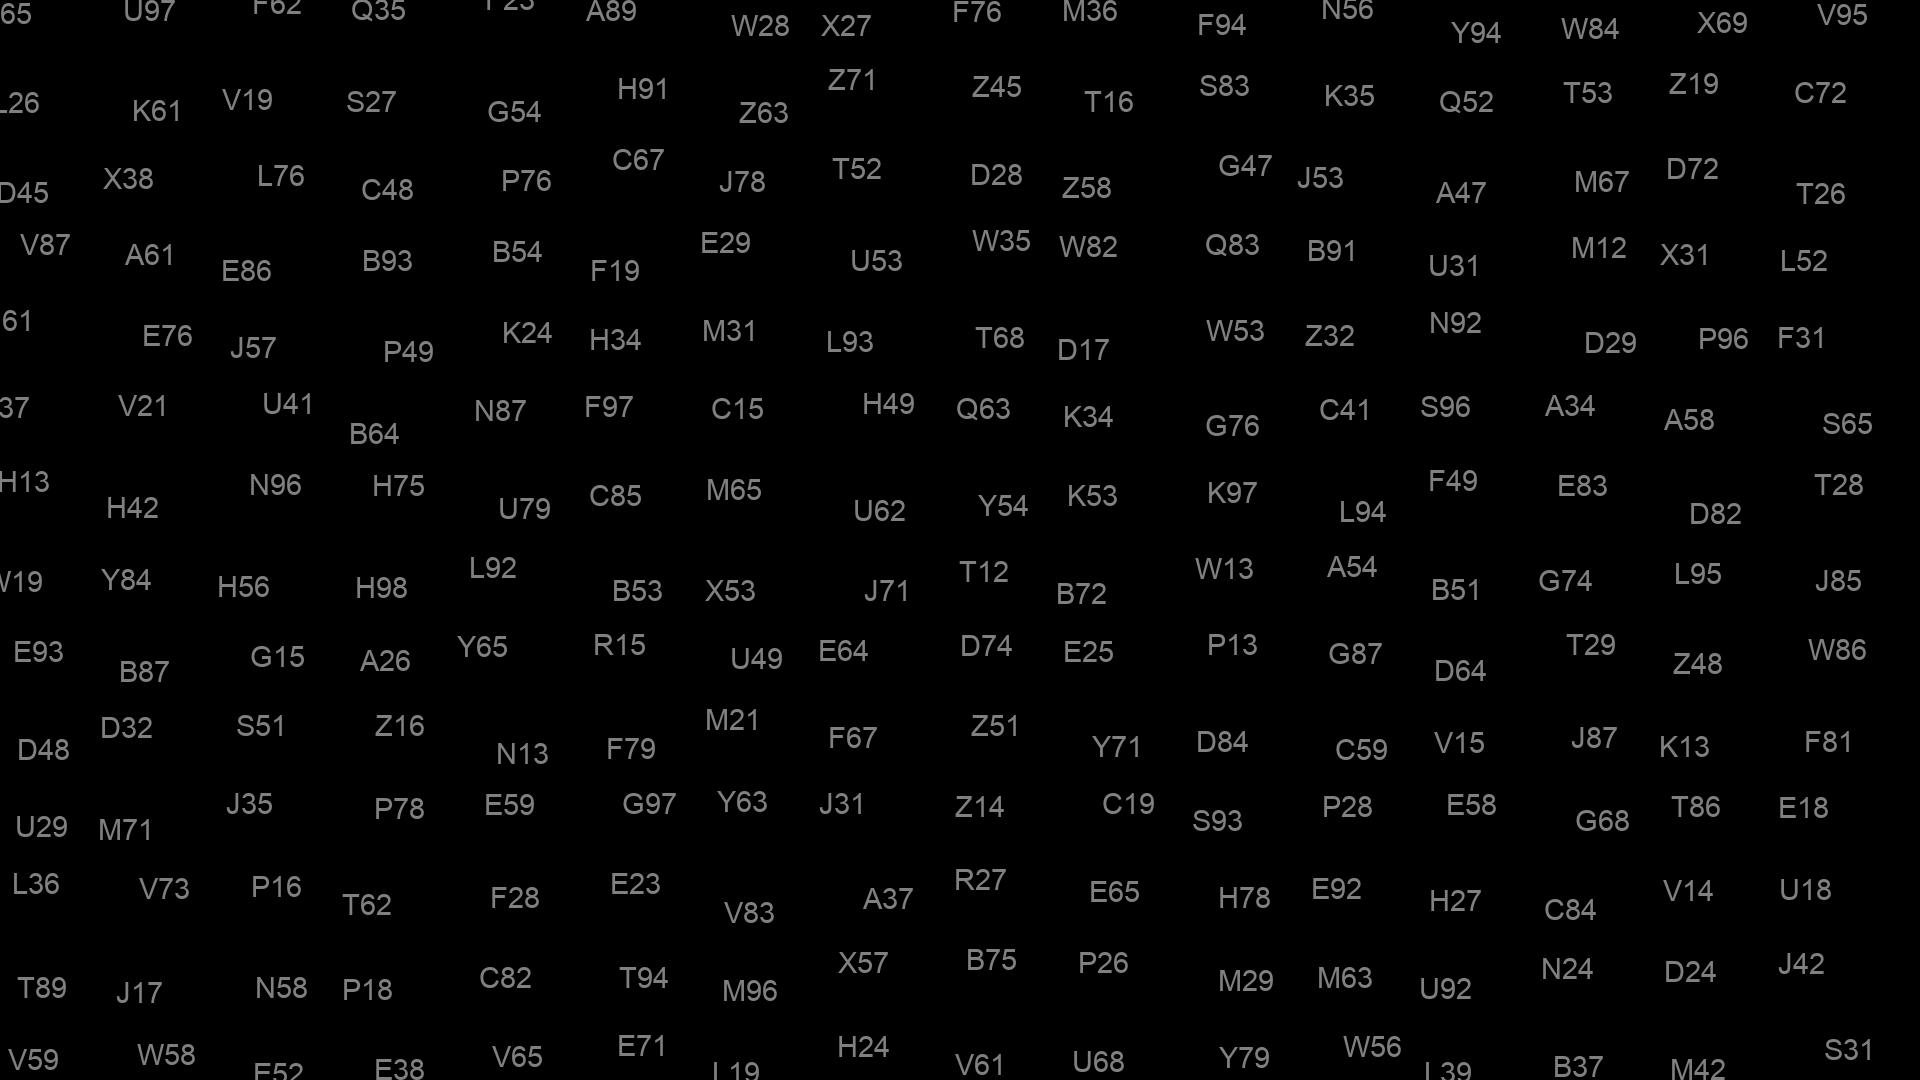 65 U97 F62 Q35 A89 W28 X27 F76 M36 F94 N56 Y94 W84 X69 V95
L26 K61 V19 S27 G54 H91 Z63 Z71 Z45 T16 S83 K35 Q52 T53 Z19 C72
D45 X38 L76 C48 P76 C67 J78 T52 D28 Z58 G47 J53 A47 M67 D72 T26
V87 A61 E86 B93 B54 F19 E29 U53 W35 W82 Q83 B91 U31 M12 X31 L52
61 E76 J57 P49 K24 H34 M31 L93 T68 D17 W53 Z32 N92 D29 P96 F31
37 V21 U41 B64 N87 F97 C15 H49 Q63 K34 G76 C41 S96 A34 A58 S65
H13 H42 N96 H75 U79 C85 M65 U62 Y54 K53 K97 L94 F49 E83 D82 T28
W19 Y84 H56 H98 L92 B53 X53 J71 T12 B72 W13 A54 B51 G74 L95 J85
E93 B87 G15 A26 Y65 R15 U49 E64 D74 E25 P13 G87 D64 T29 Z48 W86
D48 D32 S51 Z16 N13 F79 M21 F67 Z51 Y71 D84 C59 V15 J87 K13 F81
U29 M71 J35 P78 E59 G97 Y63 J31 Z14 C19 S93 P28 E58 G68 T86 E18
L36 V73 P16 T62 F28 E23 V83 A37 R27 E65 H78 E92 H27 C84 V14 U18
T89 J17 N58 P18 C82 T94 M96 X57 B75 P26 M29 M63 U92 N24 D24 J42
V59 W58 E38 V65 E71 L19 H24 V61 U68 Y79 W56 L39 B37 M42 S31